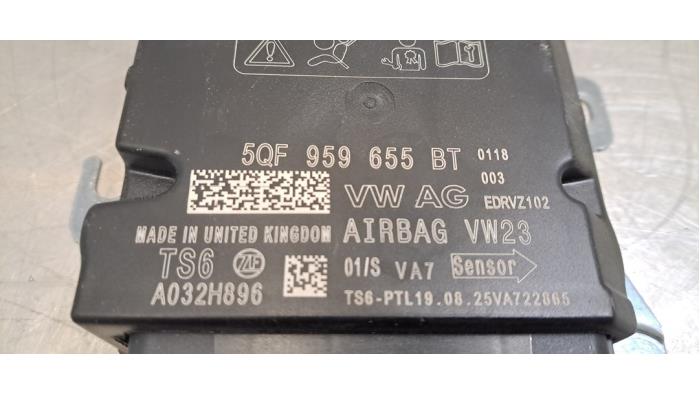 5QF 959 655 BT 0118
003
VW AG EDRVZ102
MADE IN UNITED KINGDOM AIRBAG VW23
TS6 ZF 01/S VA7 Sensor
A032H896 TS6-PTL19.08.25VA722865